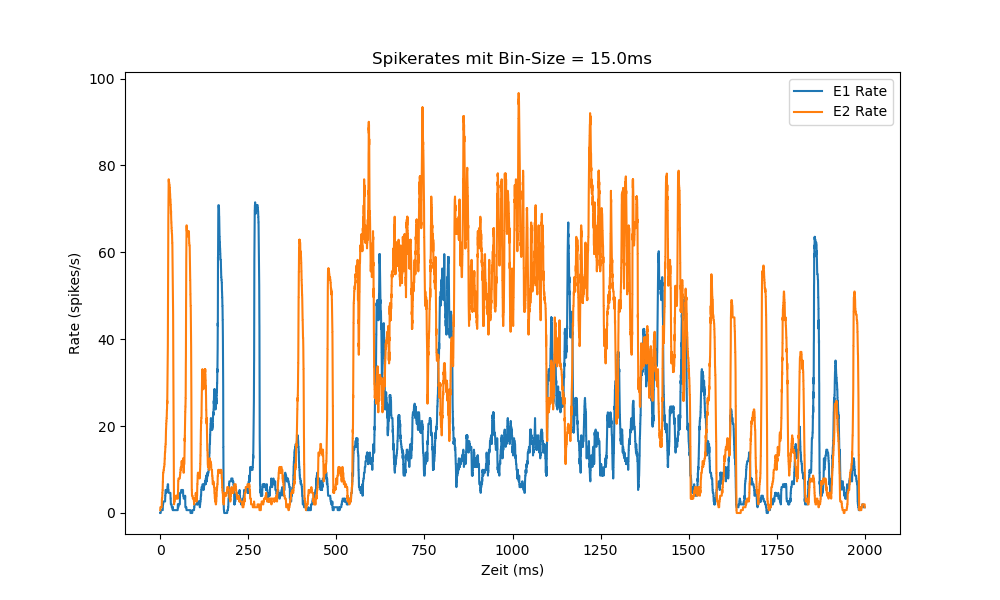 Spikerates mit Bin-Size = 15.0ms
E1 Rate
E2 Rate
Rate (spikes/s)
100
80
60
40
20
0
0 250 500 750 1000 1250 1500 1750 2000
Zeit (ms)